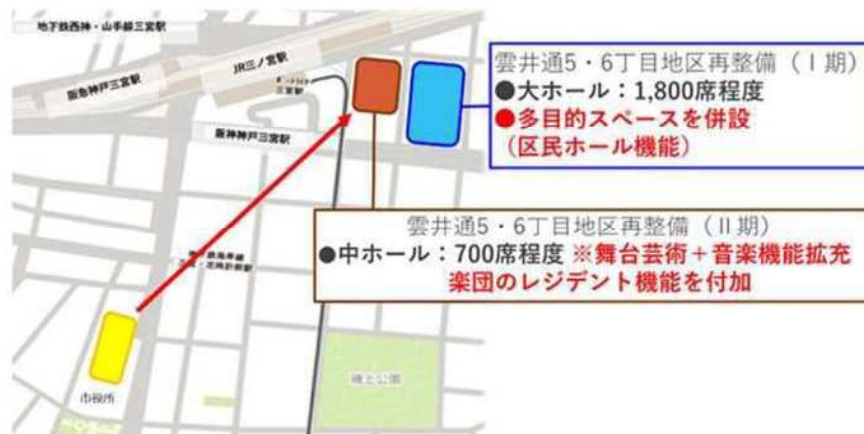 地下鉄西神・山手線三宮駅
JR三ノ宮駅
阪急神戸三宮駅
三宮駅
阪神神戸三宮駅
雲井通5・6丁目地区再整備（Ⅰ期）
●大ホール：1,800席程度
●多目的スペースを併設
（区民ホール機能）
雲井通5・6丁目地区再整備（Ⅱ期）
●中ホール：700席程度 ※舞台芸術＋音楽機能拡充
楽団のレジデント機能を付加
磯上公園
市役所